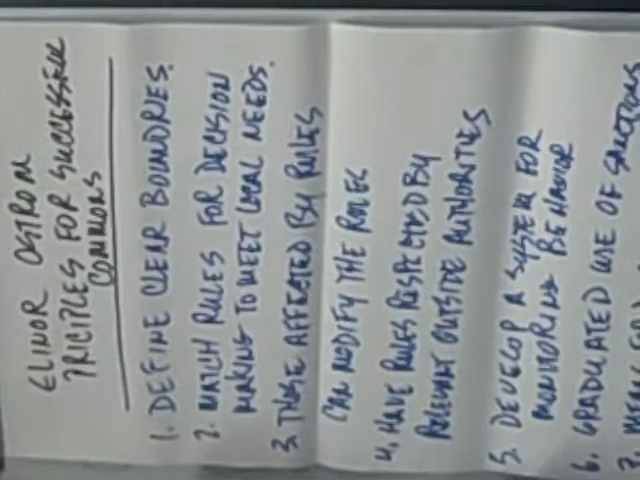 ELINOR OSTROM
PRICIPLES FOR SUCCESSFUL
COMMONS
1. DEFINE CLEAR BOUNDRIES.
2. MATCH RULES FOR DECISION
MAKING TO MEET LOCAL NEEDS.
3. THOSE AFFECTED BY RULES
CAN MODIFY THE RULES
4. HAVE RULES RESPECTED BY
RELEVANT OUTSIDE AUTHORITIES
5. DEVELOP A SYSTEM FOR
MONITORING BEHAVIOR
6. GRADUATED USE OF SANCTIONS
7.